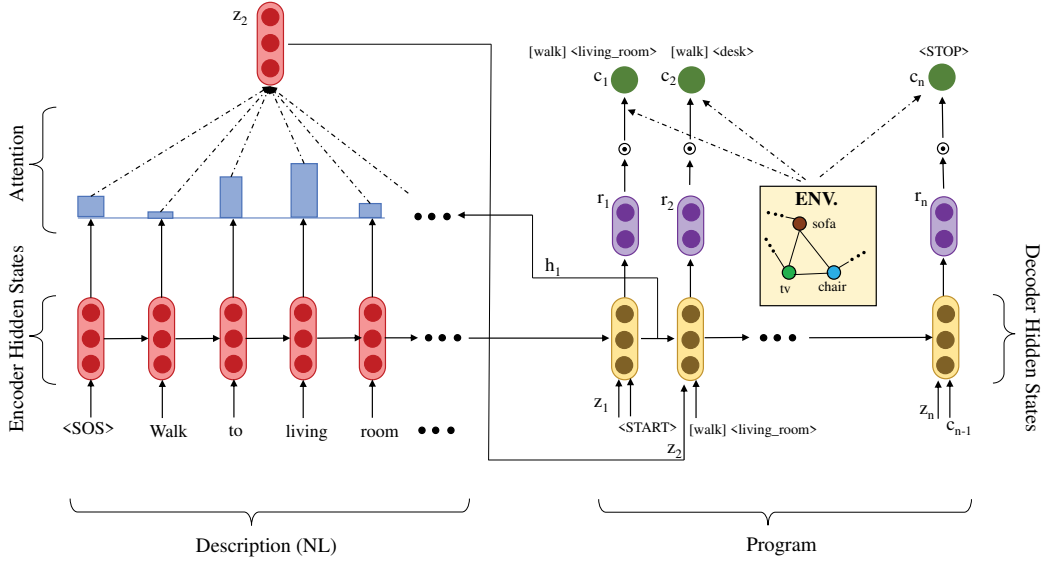 z2
[walk] <living_room>
[walk] <desk>
<STOP>
c1
c2
cn
Attention
r1
r2
rn
ENV.
sofa
tv
chair
h1
Encoder Hidden States
Decoder Hidden States
<SOS>
Walk
to
living
room
z1
<START>
z2
[walk] <living_room>
zn
cn-1
Description (NL)
Program